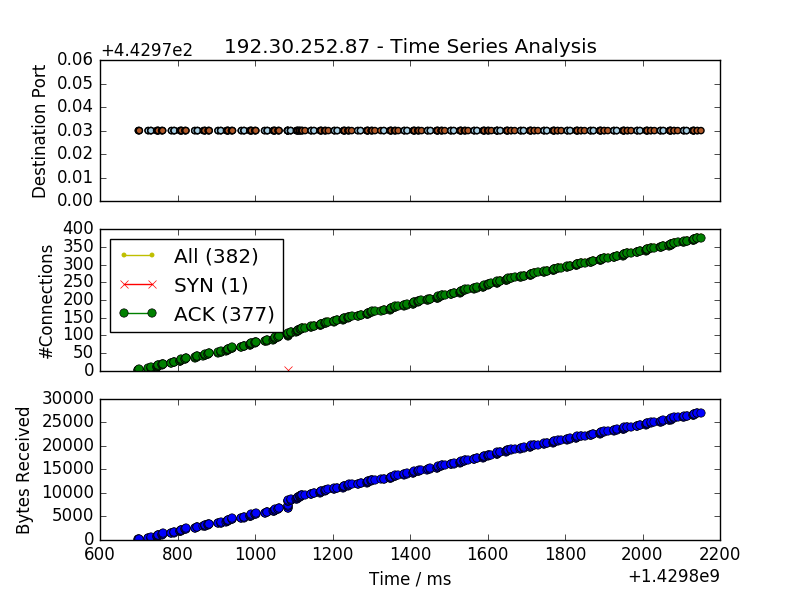 +4.4297e2
192.30.252.87 - Time Series Analysis
0.06
0.05
0.04
0.03
0.02
0.01
0.00
Destination Port
400
350
300
250
200
150
100
50
0
#Connections
All (382)
SYN (1)
ACK (377)
30000
25000
20000
15000
10000
5000
0
Bytes Received
600 800 1000 1200 1400 1600 1800 2000 2200
Time / ms
+1.4298e9